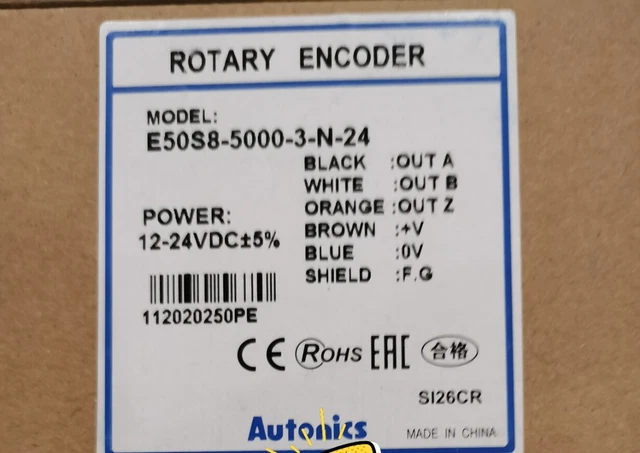 ROTARY ENCODER
MODEL:
E50S8-5000-3-N-24
BLACK :OUT A
WHITE :OUT B
ORANGE :OUT Z
BROWN :+V
BLUE :0V
SHIELD :F.G
POWER:
12-24VDC±5%
112020250PE
CE RoHS EAC 合格
SI26CR
Autonics
MADE IN CHINA